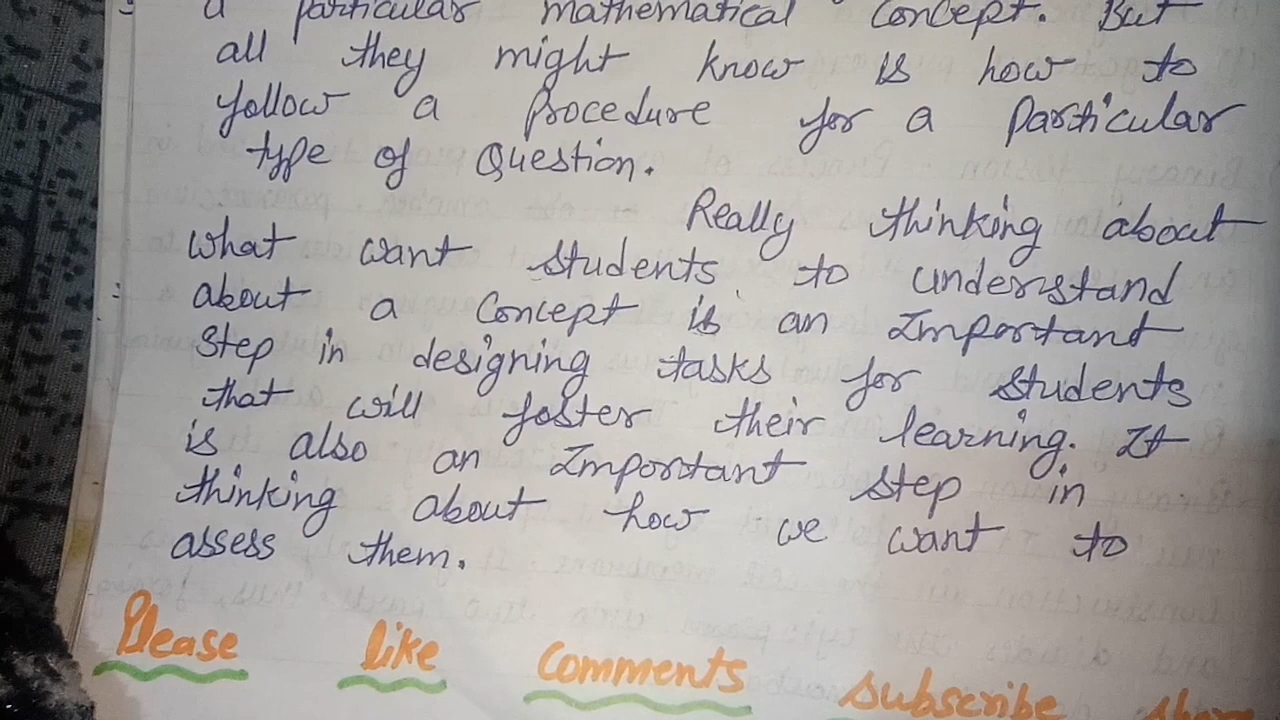 a particular mathematical concept. But
all they might know is how to
follow a procedure for a particular
type of Question.
Really thinking about
what want students to understand
about a concept is an Important
step in designing tasks for students
that will foster their learning. It
is also an Important step in
thinking about how we want to
assess them.
Please like comments subscribe share